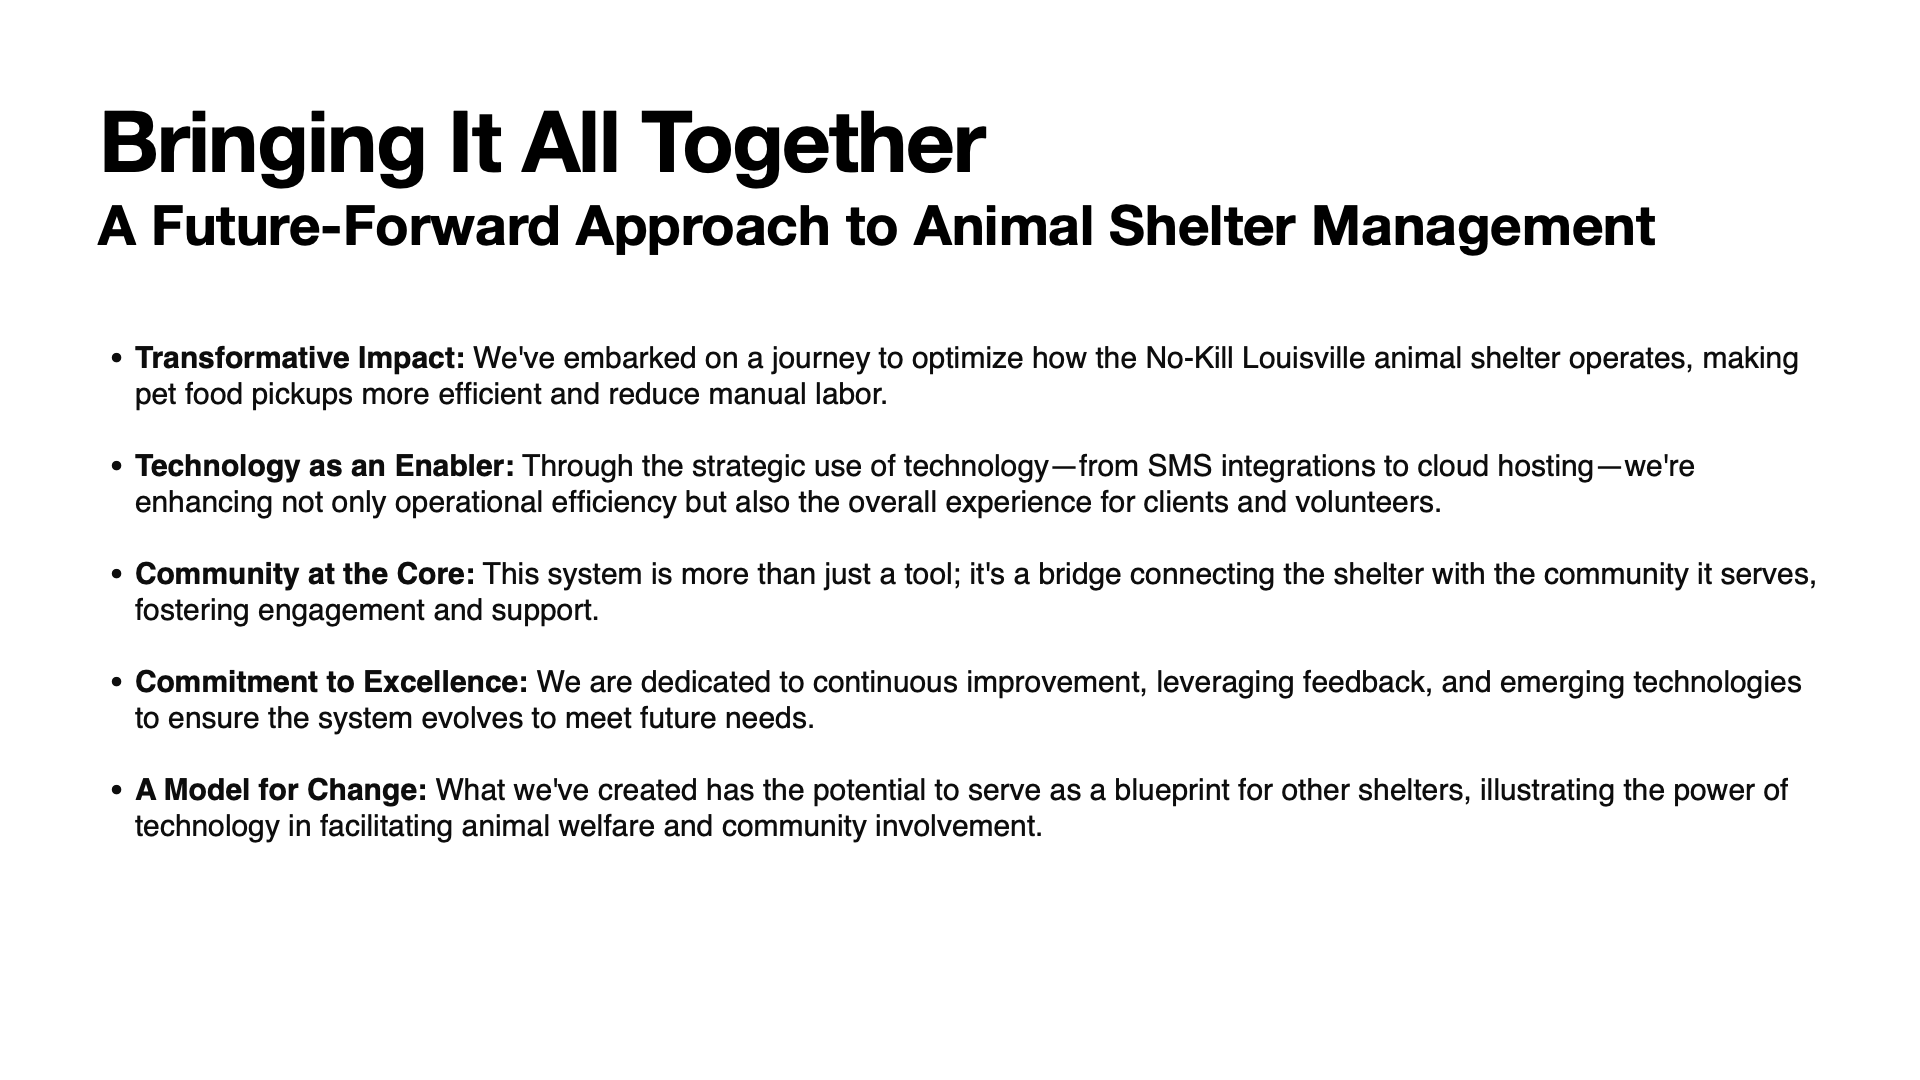 Bringing It All Together
A Future-Forward Approach to Animal Shelter Management
• Transformative Impact: We've embarked on a journey to optimize how the No-Kill Louisville animal shelter operates, making
pet food pickups more efficient and reduce manual labor.
• Technology as an Enabler: Through the strategic use of technology—from SMS integrations to cloud hosting—we're
enhancing not only operational efficiency but also the overall experience for clients and volunteers.
• Community at the Core: This system is more than just a tool; it's a bridge connecting the shelter with the community it serves,
fostering engagement and support.
• Commitment to Excellence: We are dedicated to continuous improvement, leveraging feedback, and emerging technologies
to ensure the system evolves to meet future needs.
• A Model for Change: What we've created has the potential to serve as a blueprint for other shelters, illustrating the power of
technology in facilitating animal welfare and community involvement.